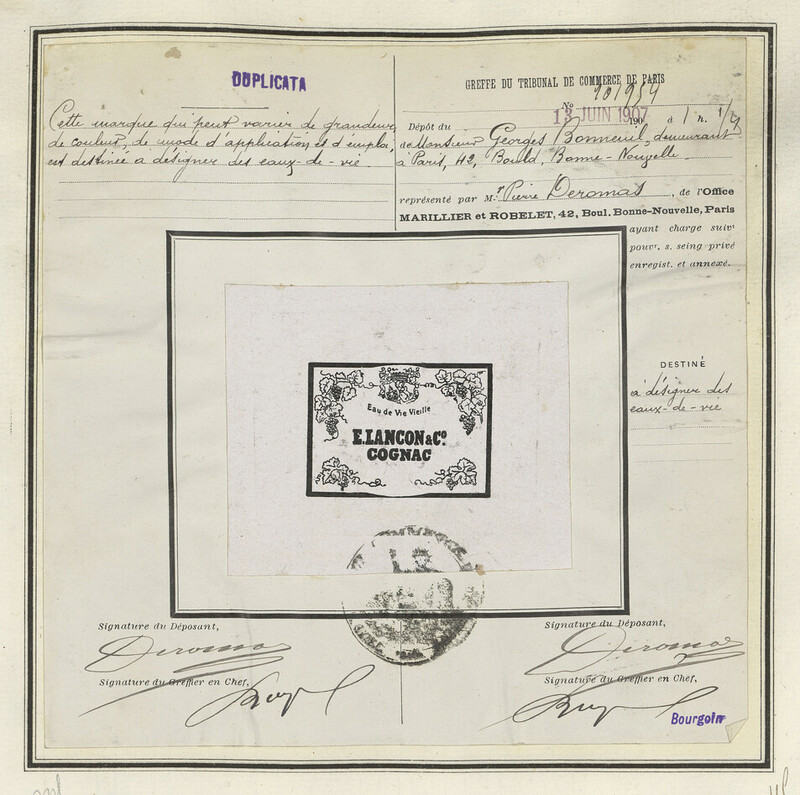 DUPLICATA
Cette marque qui peut varier de grandeur,
de couleur, de mode d'application et d'emploi,
est destinée à désigner des eaux-de-vie.
GREFFE DU TRIBUNAL DE COMMERCE DE PARIS
No 101954
Dépôt du 13 JUIN 1907 190 à 1 h. 1/2
de Monsieur Georges Bonneuil, demeurant
à Paris, 42, Bould. Bonne-Nouvelle
représenté par Mr. Pierre Deromas, de l'Office
MARILLIER et ROBELET, 42, Boul. Bonne-Nouvelle, Paris
ayant charge suivt
pouvr. s. seing privé
enregist. et annexé.
Eau de Vie Vieille
E. LANCON & Co.
COGNAC
DESTINÉ
à désigner des
eaux-de-vie
Signature du Déposant,
Deromas
Signature du Greffier en Chef,
Signature du Déposant,
Deromas
Signature du Greffier en Chef,
Bourgoin